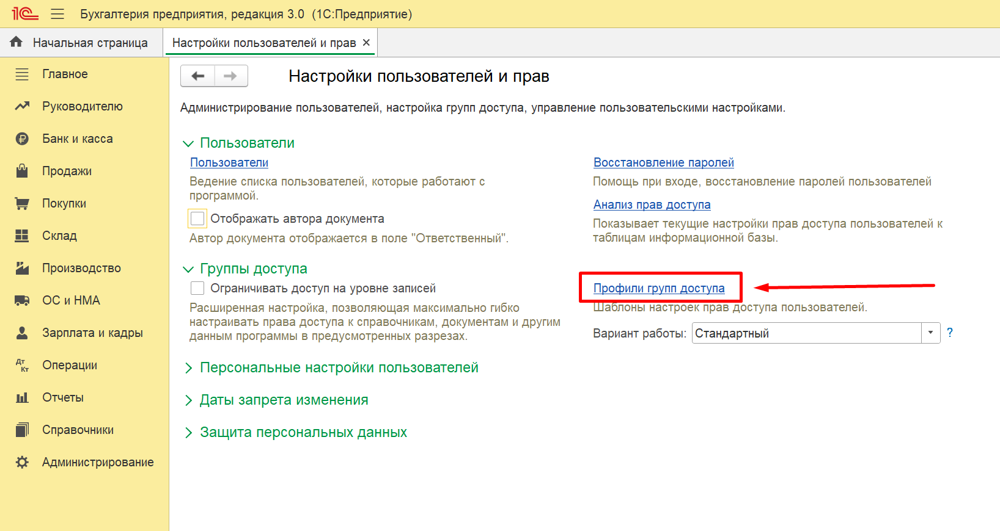 1С Бухгалтерия предприятия, редакция 3.0 (1С:Предприятие)
Начальная страница
Настройки пользователей и прав ×
Главное
Руководителю
Банк и касса
Продажи
Покупки
Склад
Производство
ОС и НМА
Зарплата и кадры
Дт
Кт
Операции
Отчеты
Справочники
Администрирование
Настройки пользователей и прав
Администрирование пользователей, настройка групп доступа, управление пользовательскими настройками.
Пользователи
Пользователи
Ведение списка пользователей, которые работают с
программой.
Отображать автора документа
Автор документа отображается в поле "Ответственный".
Восстановление паролей
Помощь при входе, восстановление паролей пользователей
Анализ прав доступа
Показывает текущие настройки прав доступа пользователей к
таблицам информационной базы.
Группы доступа
Ограничивать доступ на уровне записей
Расширенная настройка, позволяющая максимально гибко
настраивать права доступа к справочникам, документам и другим
данным программы в предусмотренных разрезах.
Профили групп доступа
Шаблоны настроек прав доступа пользователей.
Вариант работы: Стандартный ?
Персональные настройки пользователей
Даты запрета изменения
Защита персональных данных